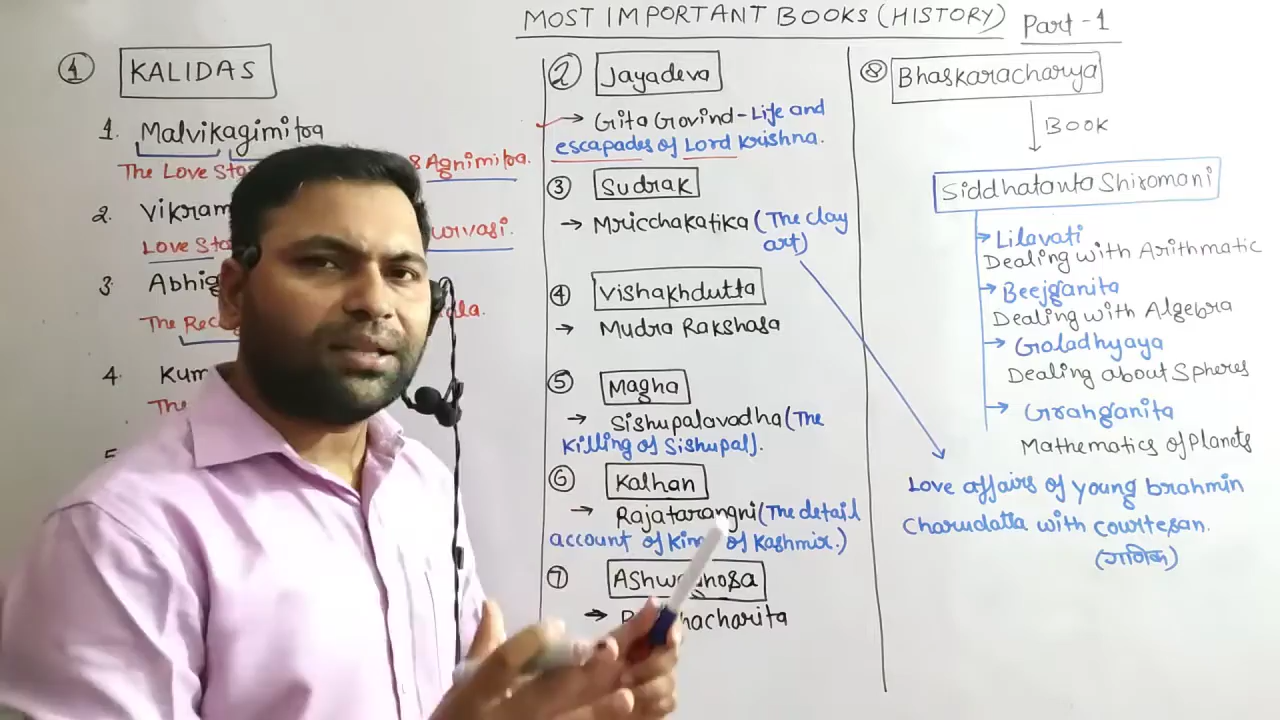 MOST IMPORTANT BOOKS (HISTORY) Part-1
① KALIDAS
1. Malvikagimitra
The Love Sto & Agnimitra.
2. Vikram
Love Sto urvasi.
3. Abhig
The Rec ala.
4. Kum
The
5
② Jayadeva
→ Gita Govind - Life and
escapades of Lord Krishna.
③ Sudrak
→ Mricchakatika (The clay
art)
④ Vishakhdutta
→ Mudra Rakshasa
⑤ Magha
→ Sishupalavadha (The
Killing of Sishupal).
⑥ Kalhan
→ Rajatarangni (The detail
account of King of Kashmir.)
⑦ Ashwaghosa
→ hacharita
⑧ Bhaskaracharya
BOOK
Siddhatanta Shiromani
→ Lilavati
Dealing with Arithmatic
→ Beejganita
Dealing with Algebra
→ Goladhyaya
Dealing about Spheres
→ Grahganita
Mathematics of Planets
Love affairs of young brahmin
Charudatta with courtesan.
(गणिक)